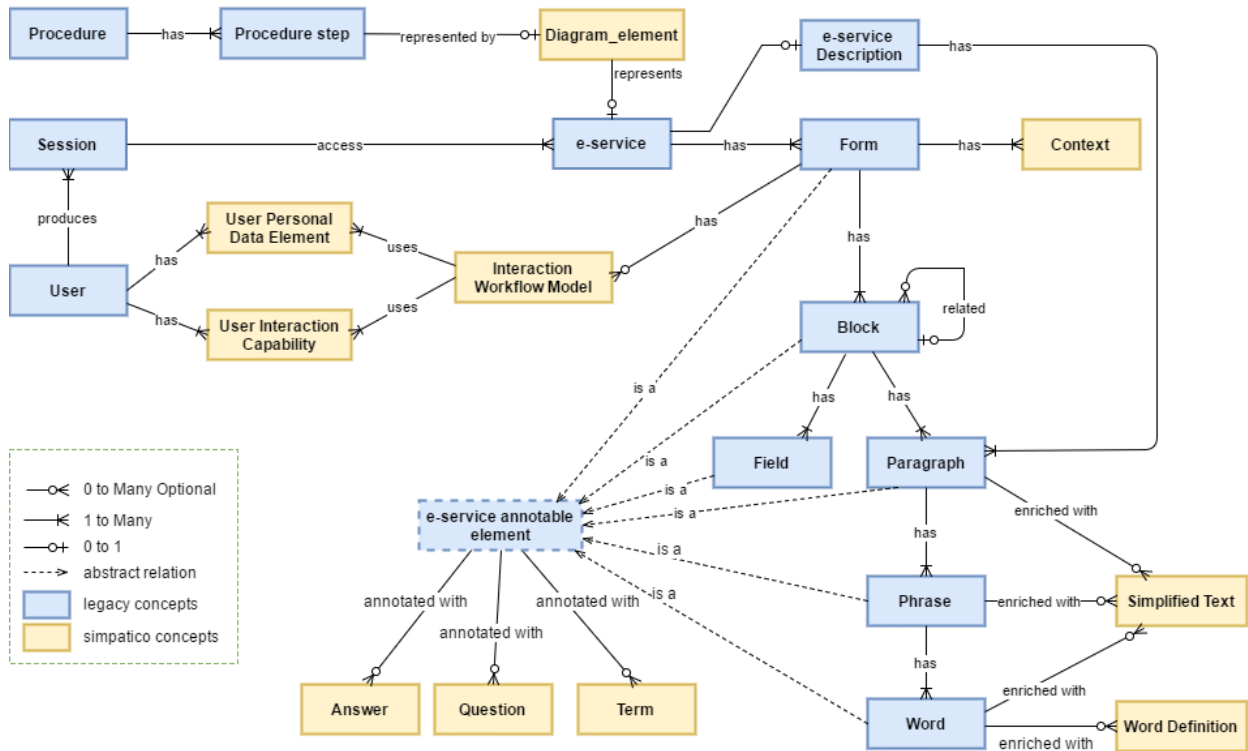 Procedure
has
Procedure step
represented by
Diagram_element
e-service
Description
has
represents
Session
access
e-service
has
Form
has
Context
produces
User Personal
Data Element
has
uses
has
has
User
Interaction
Workflow Model
has
User Interaction
Capability
uses
related
Block
is a
has
has
Field
Paragraph
is a
is a
is a
0 to Many Optional
1 to Many
0 to 1
abstract relation
legacy concepts
simpatico concepts
e-service annotable
element
enriched with
has
is a
is a
annotated with
annotated with
annotated with
Phrase
enriched with
Simplified Text
has
enriched with
Answer
Question
Term
Word
enriched with
Word Definition